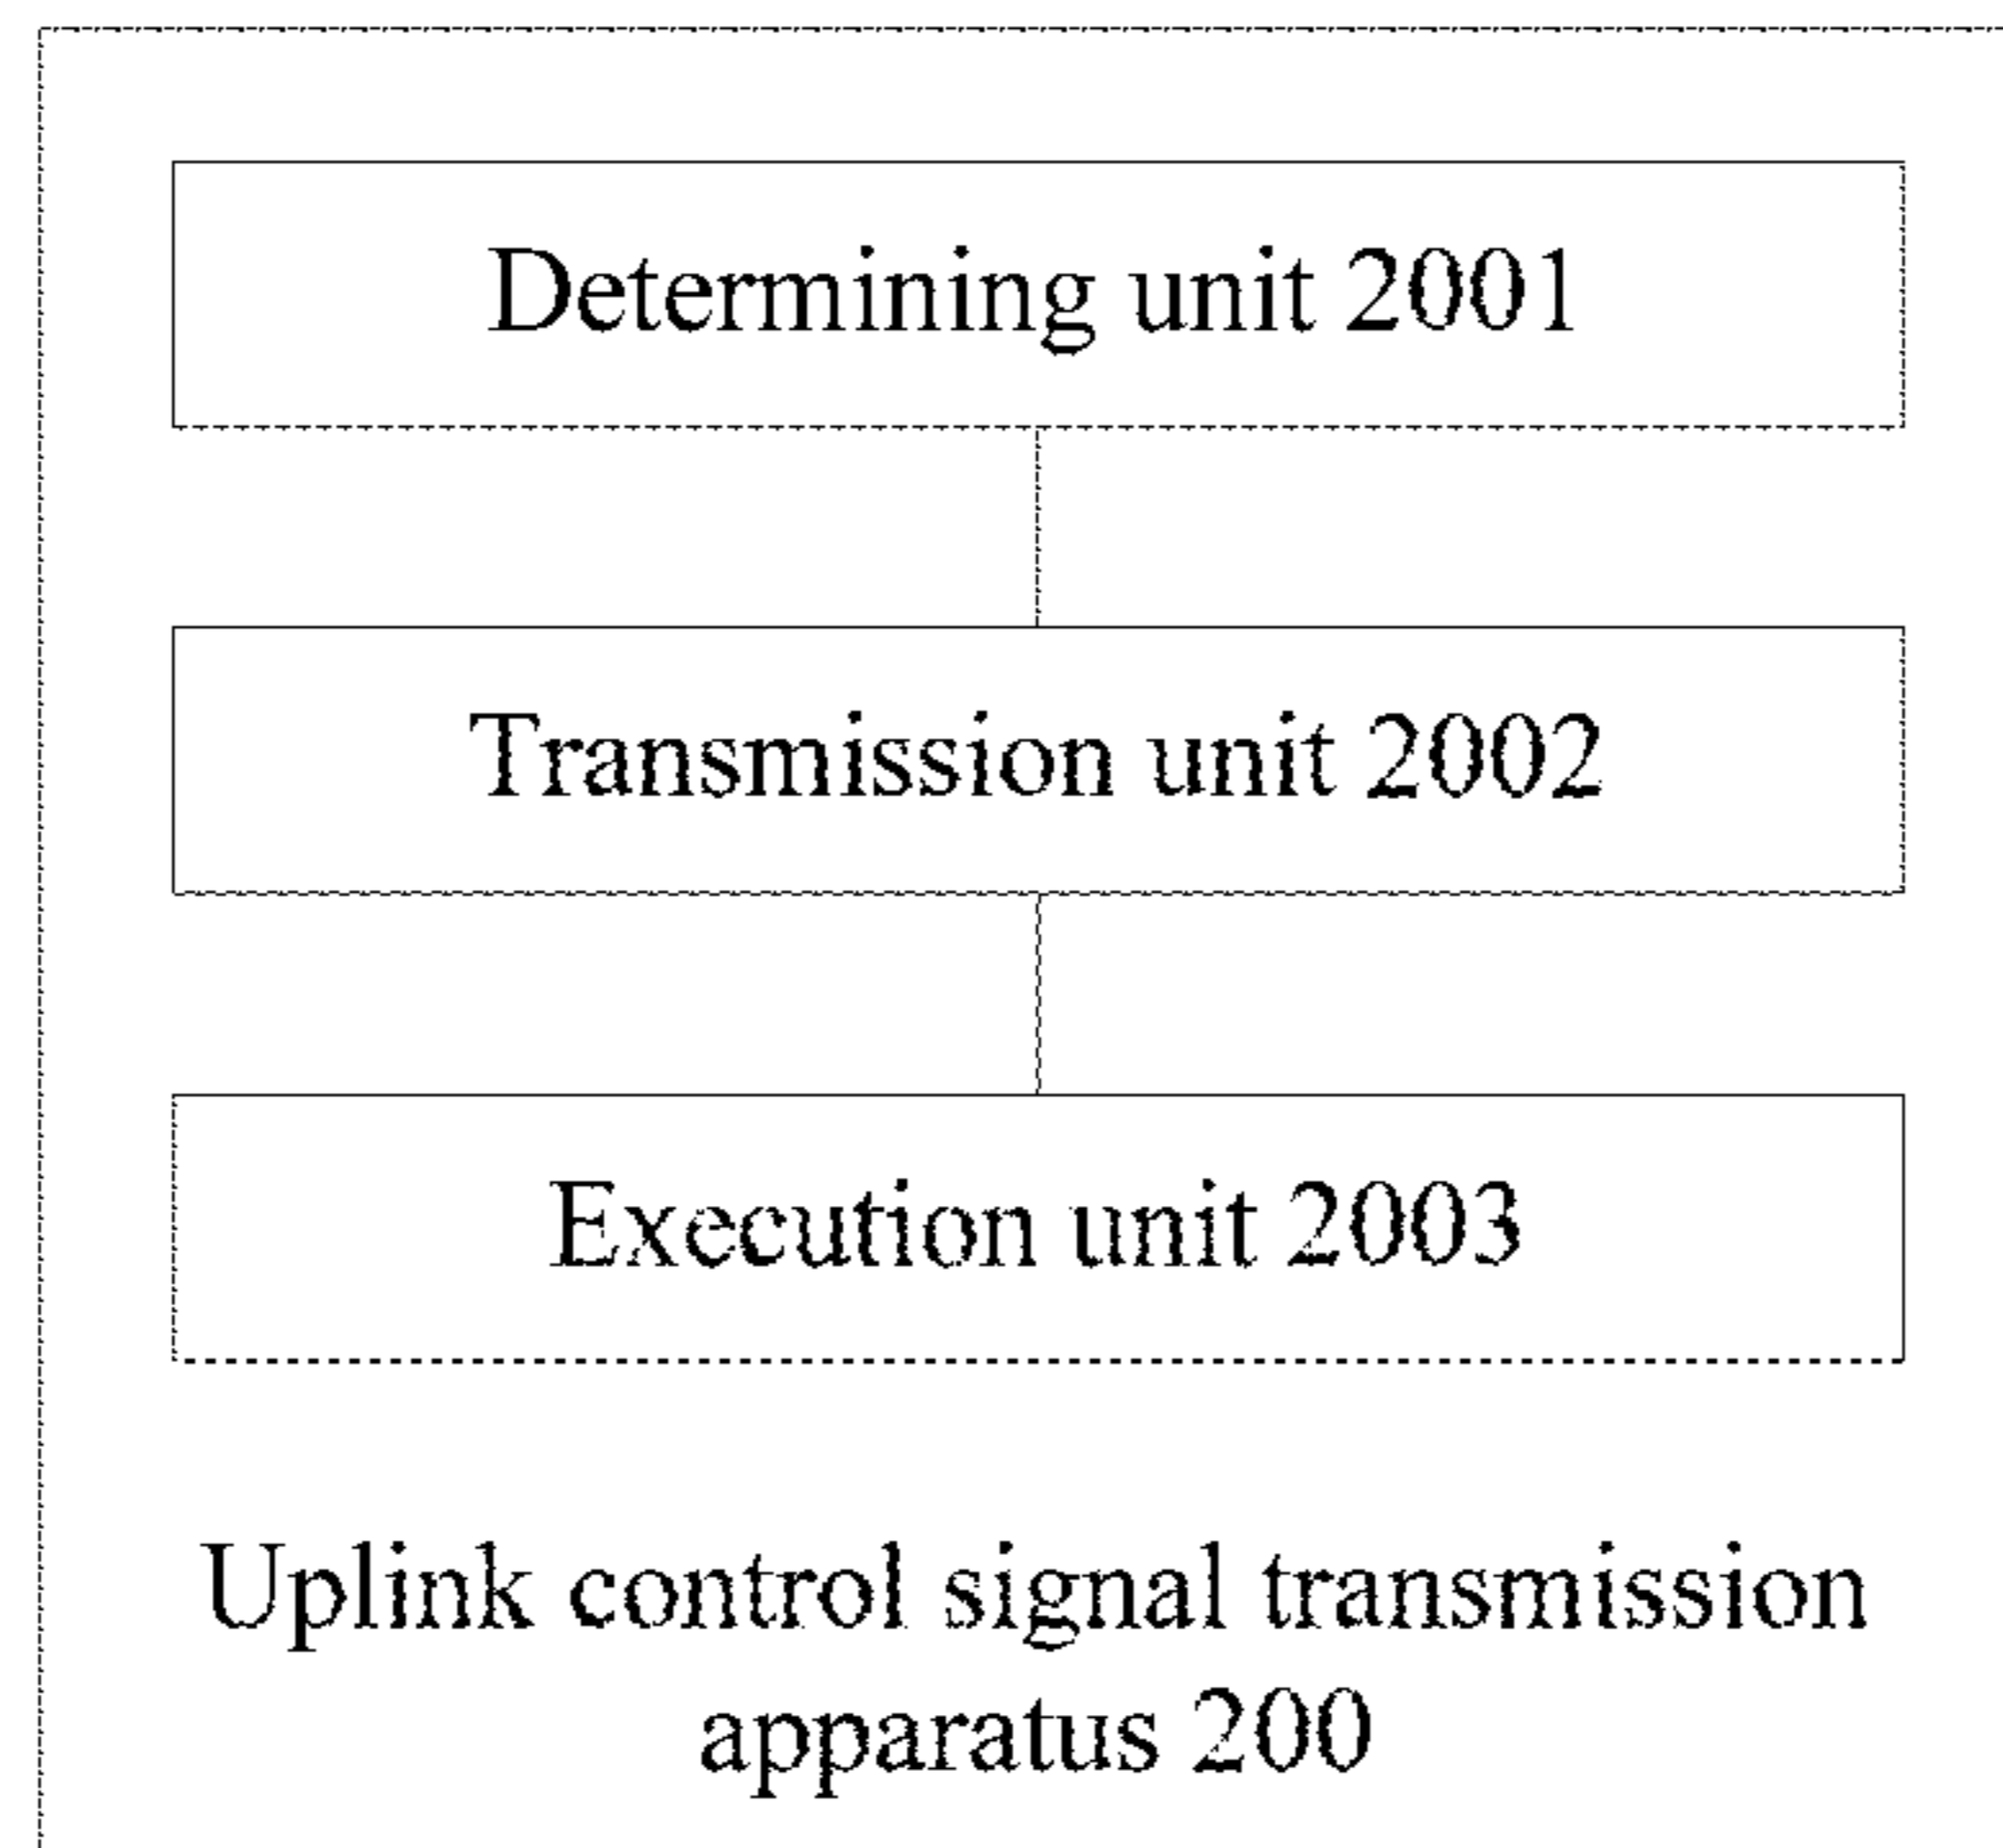 Determining unit 2001
Transmission unit 2002
Execution unit 2003
Uplink control signal transmission
apparatus 200